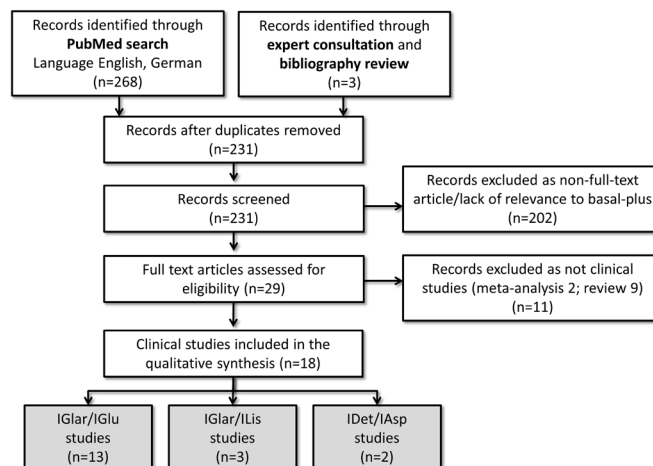 Records identified through
PubMed search
Language English, German
(n=268)
Records identified through
expert consultation and
bibliography review
(n=3)
Records after duplicates removed
(n=231)
Records screened
(n=231)
Records excluded as non-full-text
article/lack of relevance to basal-plus
(n=202)
Full text articles assessed for
eligibility (n=29)
Records excluded as not clinical
studies (meta-analysis 2; review 9)
(n=11)
Clinical studies included in the
qualitative synthesis (n=18)
IGlar/IGlu
studies
(n=13)
IGlar/ILis
studies
(n=3)
IDet/IAsp
studies
(n=2)